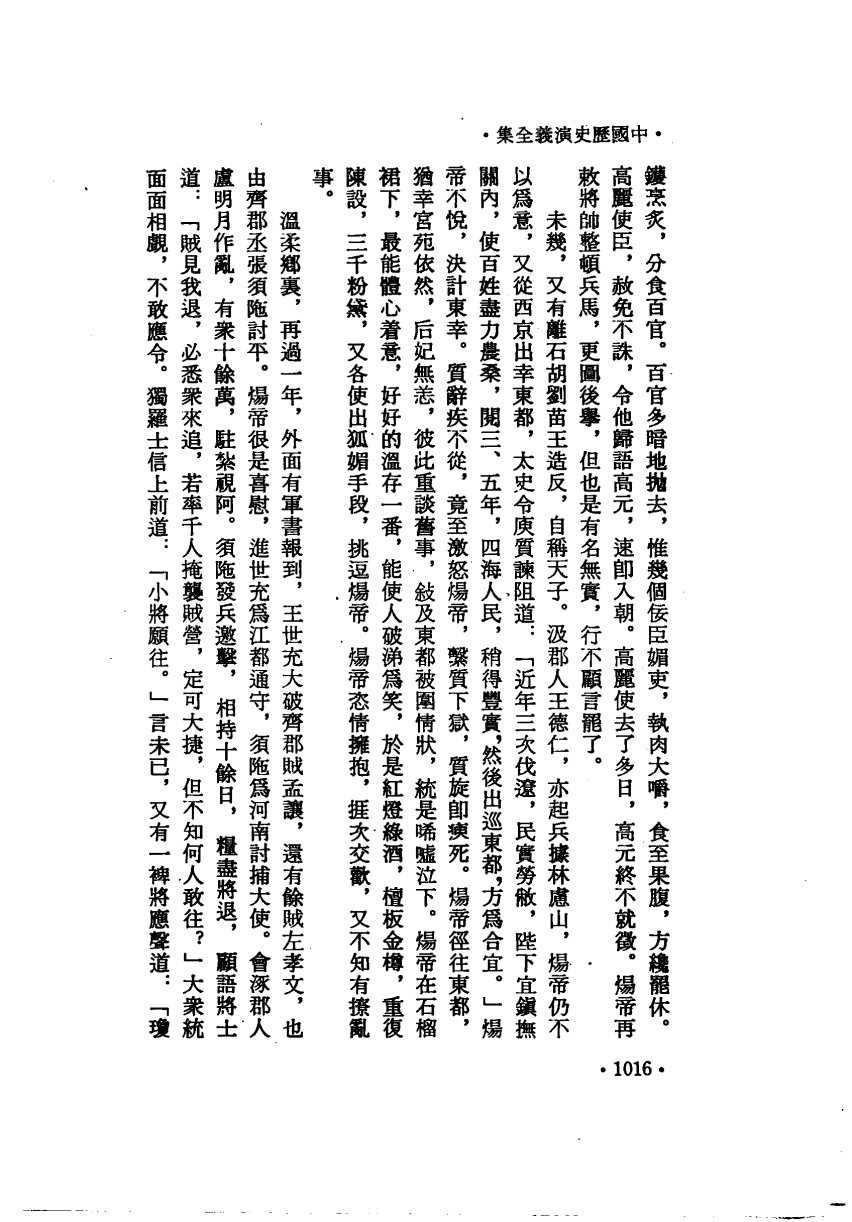 •中國歷史演義全集•
鑊烹炙，分食百官。百官多暗地拋去，惟幾個佞臣媚吏，執肉大嚼，食至果腹，方纔罷休。
高麗使臣，赦免不誅，令他歸語高元，速卽入朝。高麗使去了多日，高元終不就徵。煬帝再
敕將帥整頓兵馬，更圖後舉，但也是有名無實，行不顧言罷了。
未幾，又有離石胡劉苗王造反，自稱天子。汲郡人王德仁，亦起兵據林慮山，煬帝仍不
以爲意，又從西京出幸東都，太史令庾質諫阻道：「近年三次伐遼，民實勞敝，陛下宜鎭撫
關內，使百姓盡力農桑，閱三、五年，四海人民，稍得豐實，然後出巡東都，方爲合宜。」煬
帝不悅，決計東幸。質辭疾不從，竟至激怒煬帝，繫質下獄，質旋卽瘐死。煬帝徑往東都，
猶幸宮苑依然，后妃無恙，彼此重談舊事，敍及東都被圍情狀，統是唏噓泣下。煬帝在石榴
裙下，最能體心着意，好好的溫存一番，能使人破涕爲笑，於是紅燈綠酒，檀板金樽，重復
陳設，三千粉黛，又各使出狐媚手段，挑逗煬帝。煬帝恣情擁抱，挨次交歡，又不知有撩亂
事。
溫柔鄉裏，再過一年，外面有軍書報到，王世充大破齊郡賊孟讓，還有餘賊左孝文，也
由齊郡丞張須陁討平。煬帝很是喜慰，進世充爲江都通守，須陁爲河南討捕大使。會涿郡人
盧明月作亂，有衆十餘萬，駐紮祝阿。須陁發兵邀擊，相持十餘日，糧盡將退，顧語將士
道：「賊見我退，必悉衆來追，若率千人掩襲賊營，定可大捷，但不知何人敢往？」大衆統
面面相覷，不敢應令。獨羅士信上前道：「小將願往。」言未已，又有一裨將應聲道：「瓊
•1016•